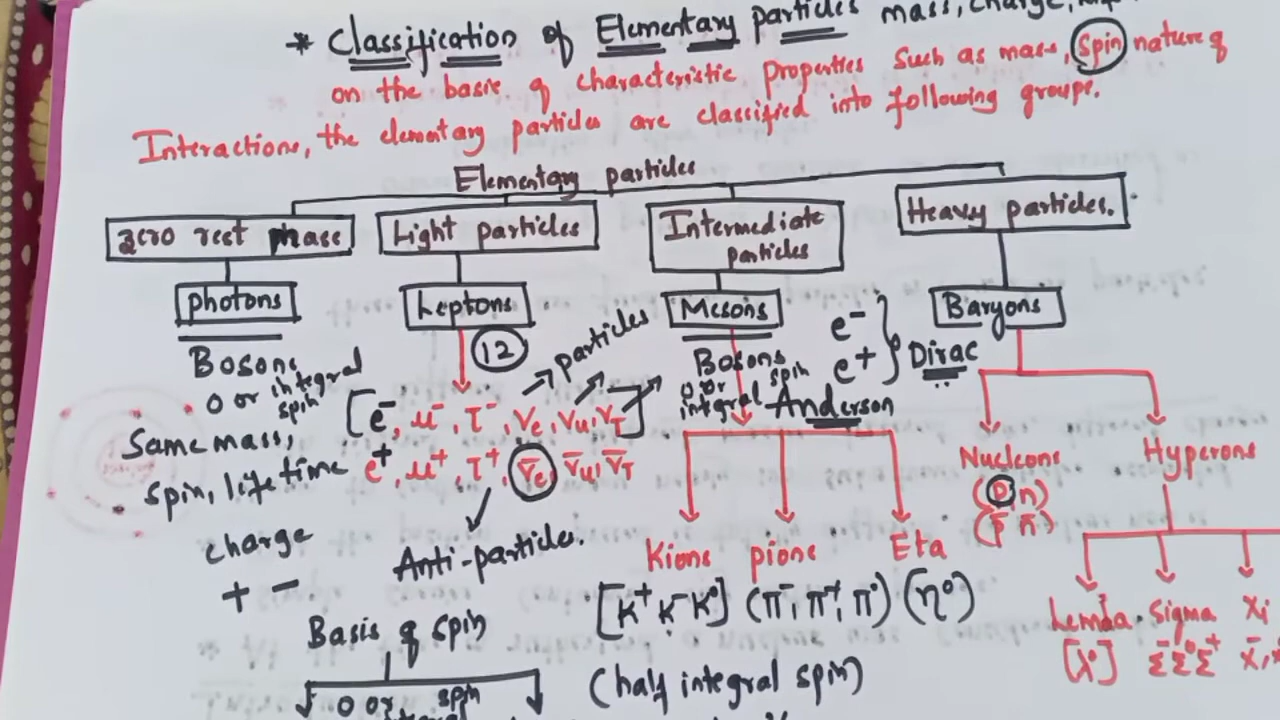 * Classification of Elementary particles mass, charge,
on the basis of characteristic properties such as mass, spin nature of
Interactions, the elementary particles are classified into following groups.
Elementary particles
zero rest mass
Light particles
Intermediate particles
Heavy particles.
photons
Leptons
Mesons
Baryons
Bosons
0 or integral spin
12
particles
Bosons
0 or integral spin
e⁻
e⁺
} Dirac
Anderson
Same mass,
spin, life time
charge
+ −
[e⁻, μ⁻, τ⁻, νe, νμ, ντ]
e⁺, μ⁺, τ⁺, ν̄e, ν̄μ, ν̄τ
Anti-particles.
Kions
pions
Eta
[K⁺ K⁻ K⁰] (π⁻, π⁺, π⁰) (η⁰)
Nucleons
(p n)
(p̄ n̄)
Hyperons
Lemda
Sigma
Xi
[λ⁰]
Σ⁻ Σ⁰ Σ⁺
Basis of spin
(half integral spin)
0 or spin